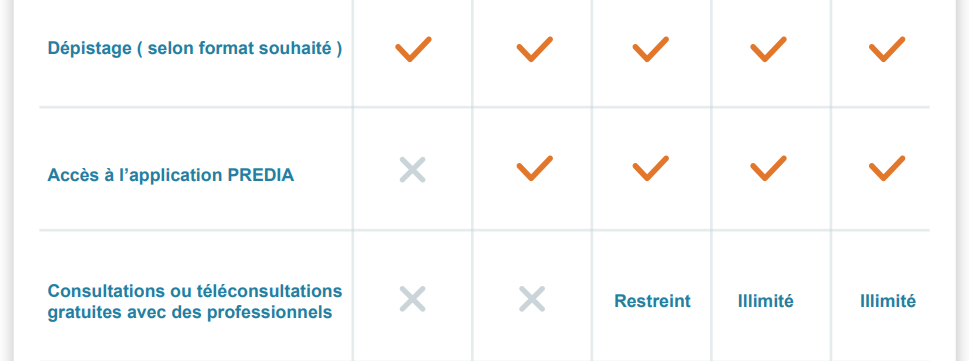 Dépistage ( selon format souhaité )
Accès à l’application PREDIA
Consultations ou téléconsultations
gratuites avec des professionnels
Restreint
Illimité
Illimité